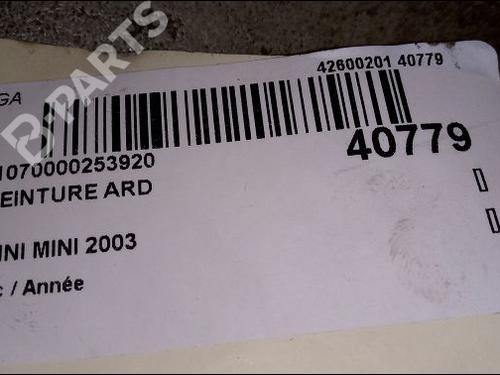 B-PARTS
GA
42600201 40779
1070000253920
40779
EINTURE ARD
INI MINI 2003
c / Année